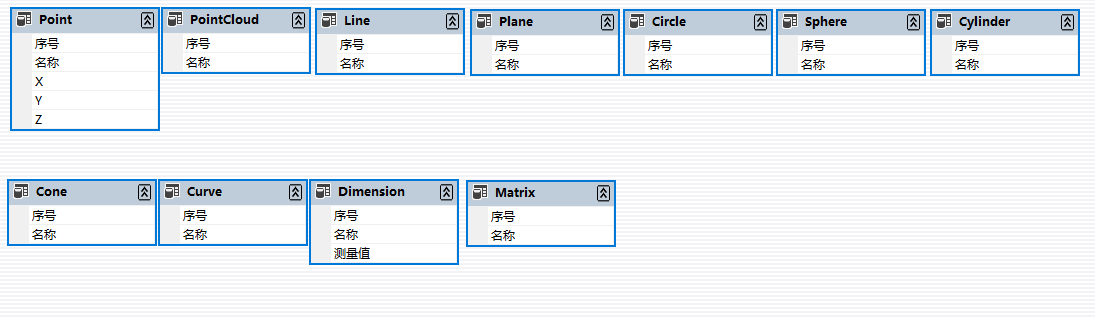 Point
序号
名称
X
Y
Z
PointCloud
序号
名称
Line
序号
名称
Plane
序号
名称
Circle
序号
名称
Sphere
序号
名称
Cylinder
序号
名称
Cone
序号
名称
Curve
序号
名称
Dimension
序号
名称
测量值
Matrix
序号
名称